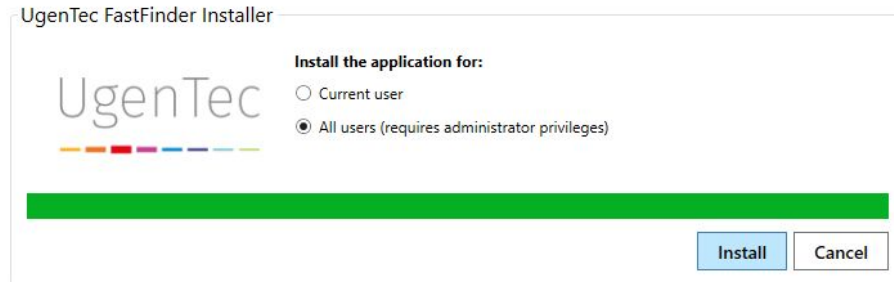 UgenTec FastFinder Installer
UgenTec
Install the application for:
Current user
All users (requires administrator privileges)
Install
Cancel